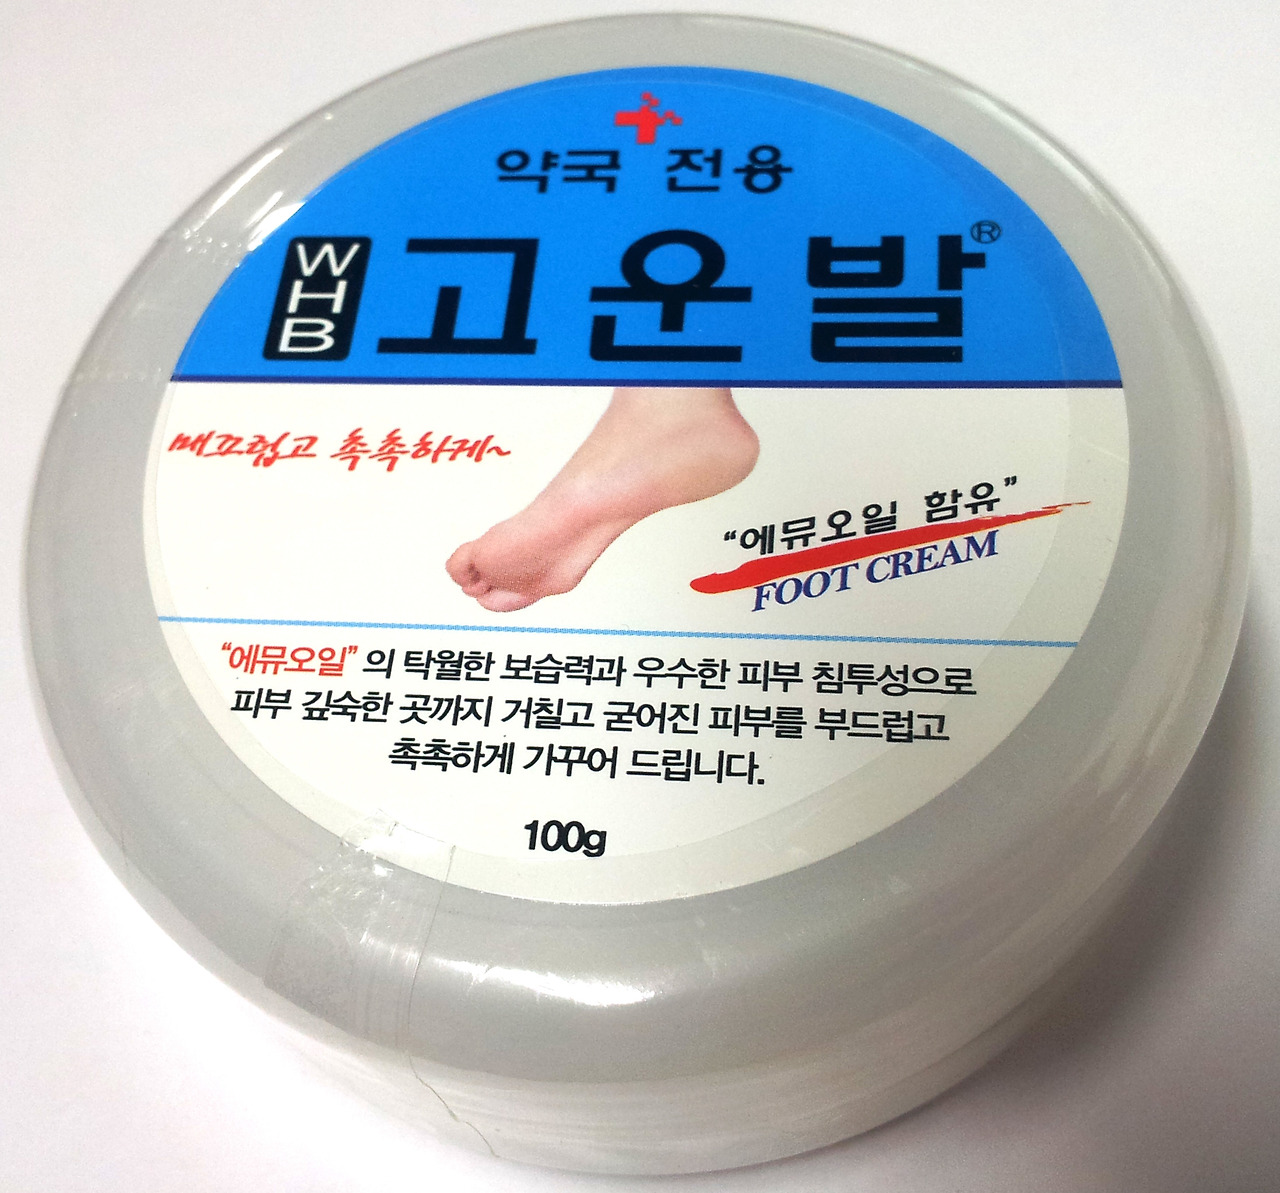 약국 전용
WHB 고운발®
매끄럽고 촉촉하게~
“에뮤오일 함유”
FOOT CREAM
“에뮤오일” 의 탁월한 보습력과 우수한 피부 침투성으로
피부 깊숙한 곳까지 거칠고 굳어진 피부를 부드럽고
촉촉하게 가꾸어 드립니다.
100g